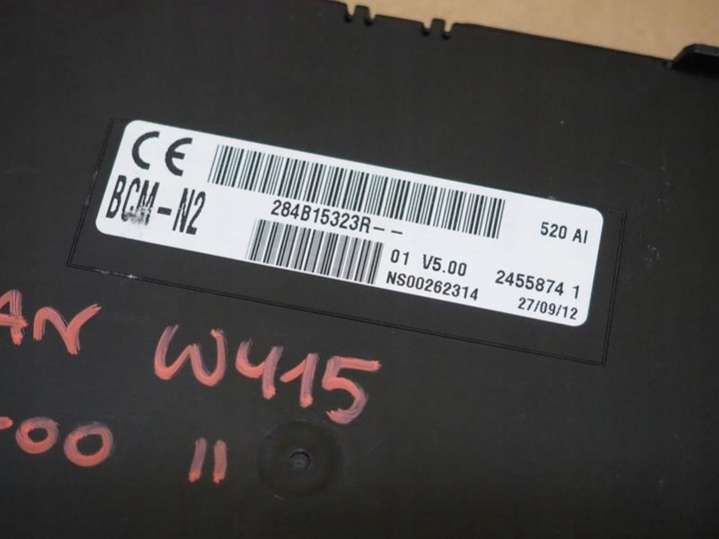 CE
BCM-N2
284B15323R--
520 AI
01 V5.00
NS00262314
2455874 1
27/09/12
AN W415
00 11